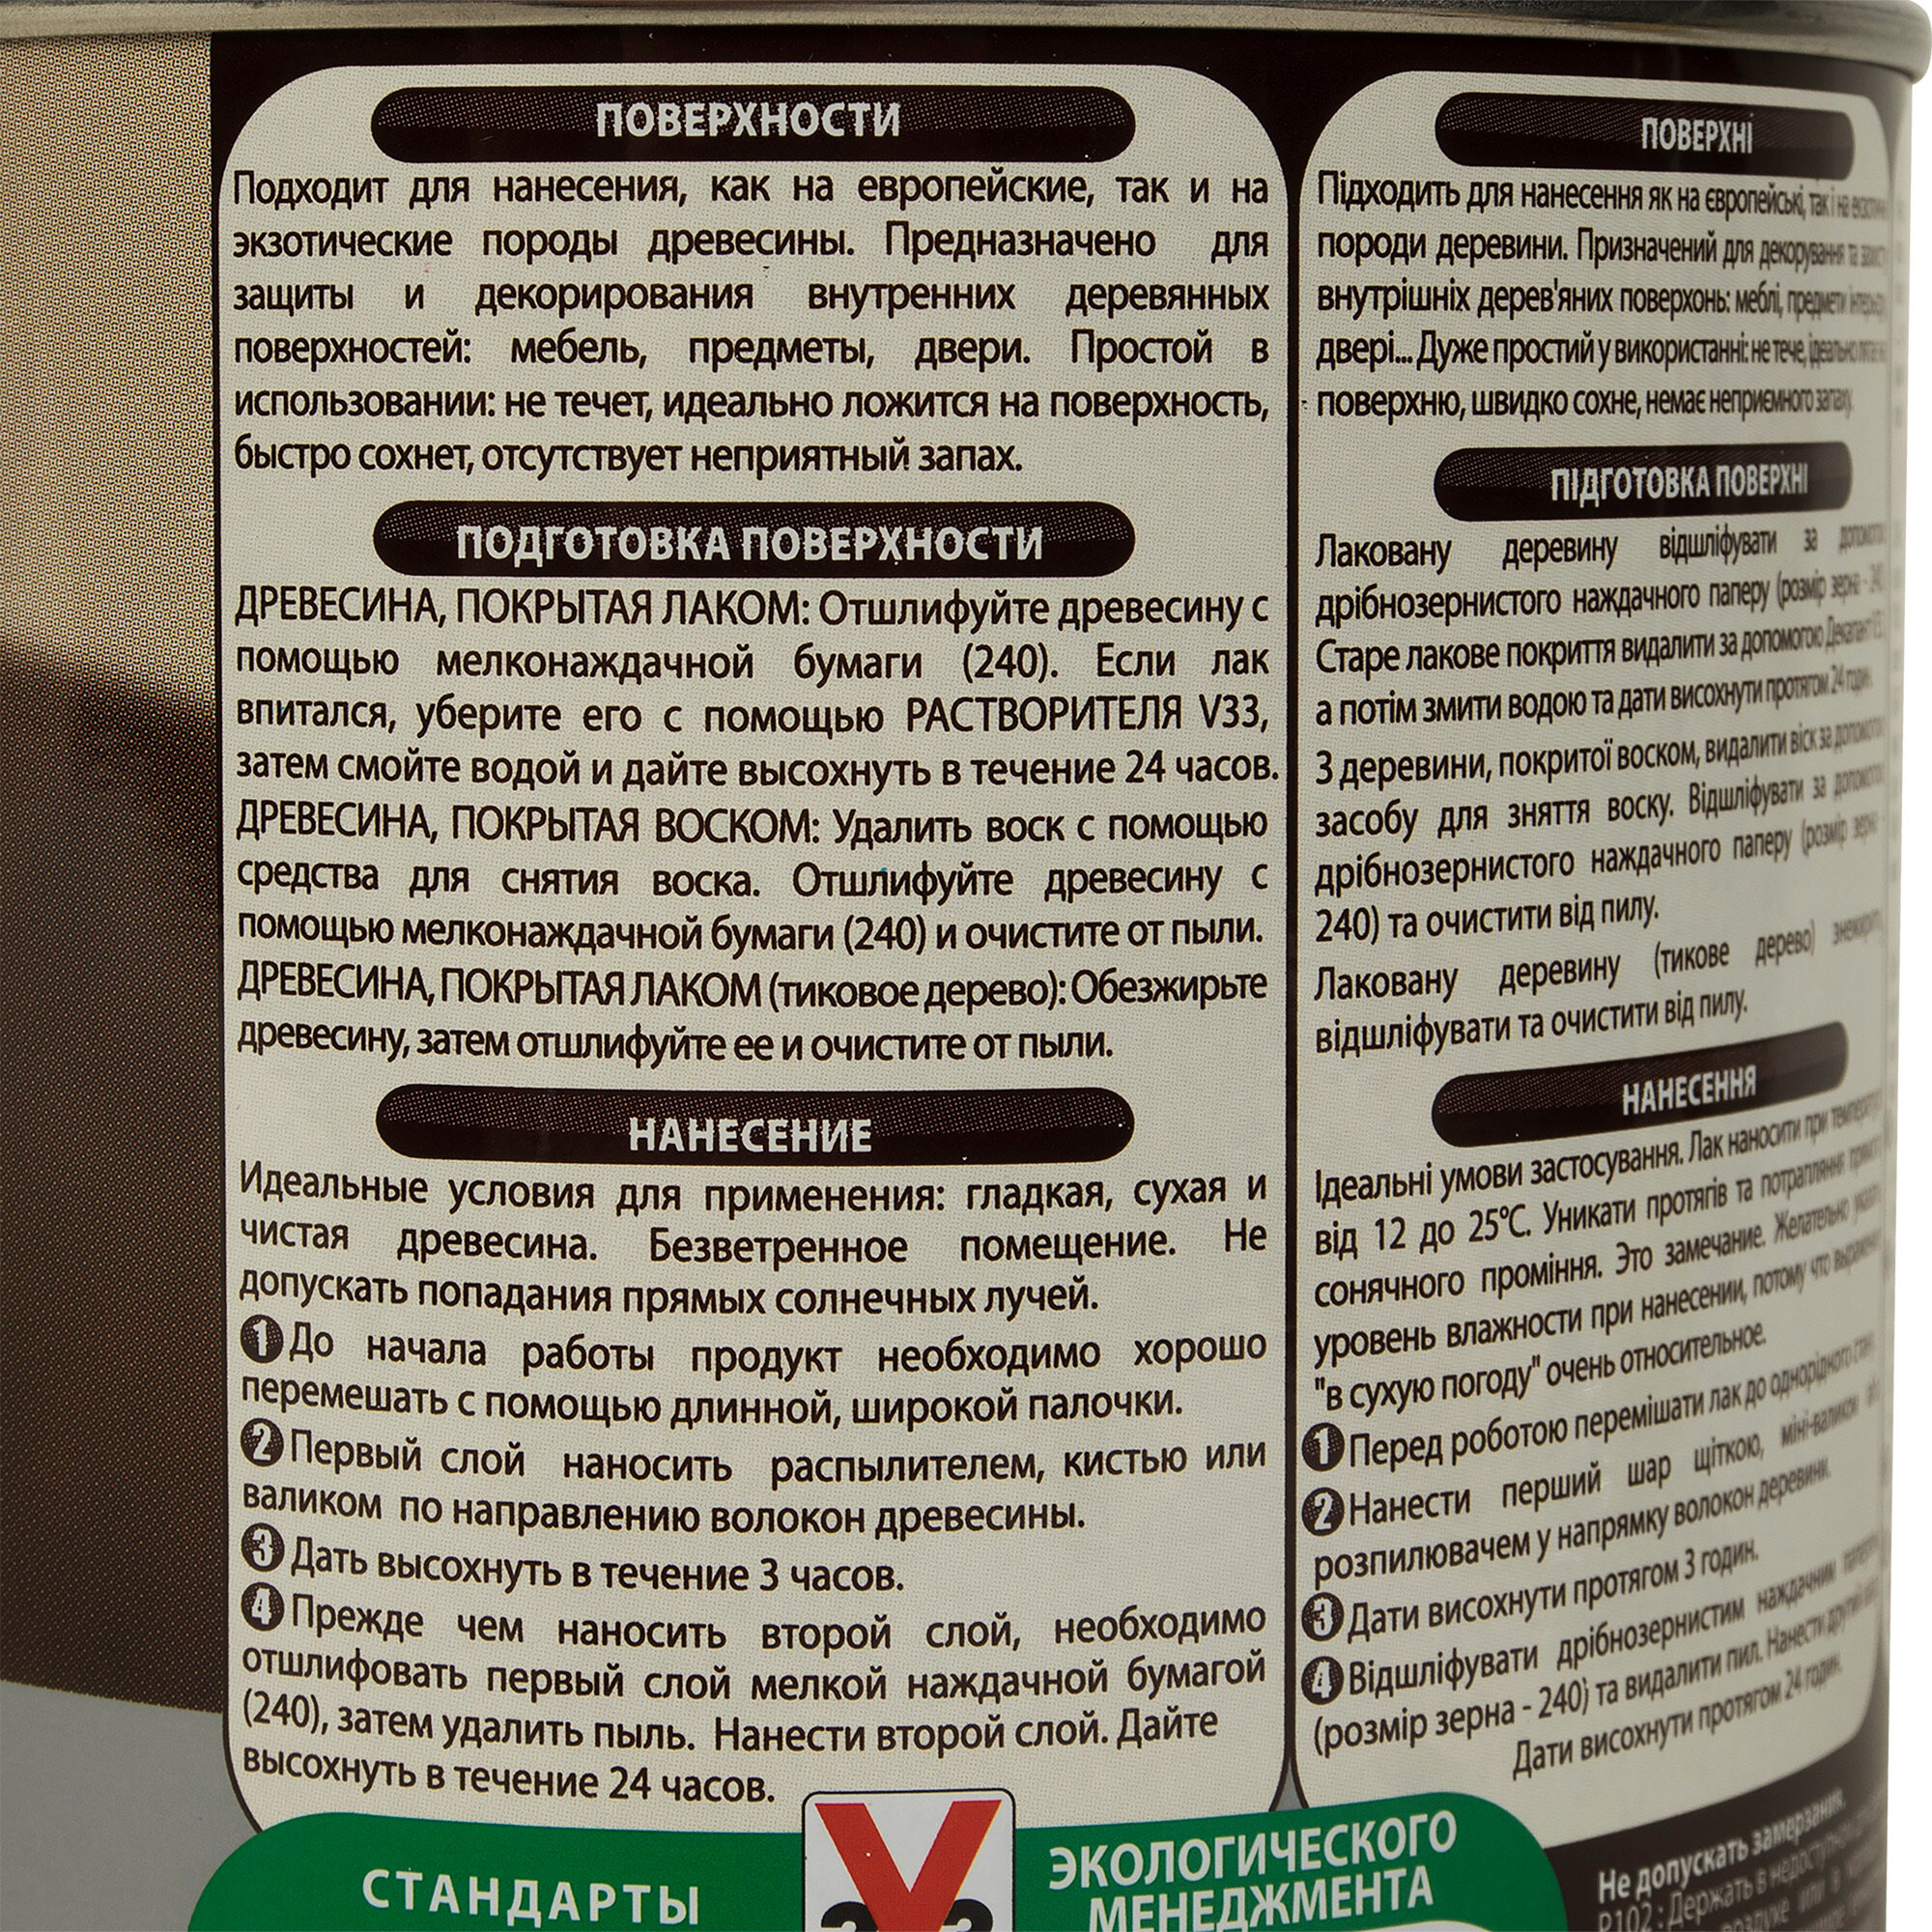 ПОВЕРХНОСТИ
Подходит для нанесения, как на европейские, так и на
экзотические породы древесины. Предназначено для
защиты и декорирования внутренних деревянных
поверхностей: мебель, предметы, двери. Простой в
использовании: не течет, идеально ложится на поверхность,
быстро сохнет, отсутствует неприятный запах.
ПОДГОТОВКА ПОВЕРХНОСТИ
ДРЕВЕСИНА, ПОКРЫТАЯ ЛАКОМ: Отшлифуйте древесину с
помощью мелконаждачной бумаги (240). Если лак
впитался, уберите его с помощью РАСТВОРИТЕЛЯ V33,
затем смойте водой и дайте высохнуть в течение 24 часов.
ДРЕВЕСИНА, ПОКРЫТАЯ ВОСКОМ: Удалить воск с помощью
средства для снятия воска. Отшлифуйте древесину с
помощью мелконаждачной бумаги (240) и очистите от пыли.
ДРЕВЕСИНА, ПОКРЫТАЯ ЛАКОМ (тиковое дерево): Обезжирьте
древесину, затем отшлифуйте ее и очистите от пыли.
НАНЕСЕНИЕ
Идеальные условия для применения: гладкая, сухая и
чистая древесина. Безветренное помещение. Не
допускать попадания прямых солнечных лучей.
1 До начала работы продукт необходимо хорошо
перемешать с помощью длинной, широкой палочки.
2 Первый слой наносить распылителем, кистью или
валиком по направлению волокон древесины.
3 Дать высохнуть в течение 3 часов.
4 Прежде чем наносить второй слой, необходимо
отшлифовать первый слой мелкой наждачной бумагой
(240), затем удалить пыль. Нанести второй слой. Дайте
высохнуть в течение 24 часов.
ПОВЕРХНІ
Підходить для нанесення як на європейські, так і на
породи деревини. Призначений для декорування та
внутрішніх дерев'яних поверхонь: меблі, предмети
двері... Дуже простий у використанні: не тече, ідеально
поверхню, швидко сохне, немає неприємного запаху.
ПІДГОТОВКА ПОВЕРХНІ
Лаковану деревину відшліфувати за
дрібнозернистого наждачного паперу (розмір зерна -
Старе лакове покриття видалити за допомогою
а потім змити водою та дати висохнути протягом 24 годин.
З деревини, покритої воском, видалити віск за
засобу для зняття воску. Відшліфувати за
дрібнозернистого наждачного паперу (розмір зерна
240) та очистити від пилу.
Лаковану деревину (тикове дерево)
відшліфувати та очистити від пилу.
НАНЕСЕННЯ
Ідеальні умови застосування. Лак наносити при
від 12 до 25°C. Уникати протягів та потрапляння
сонячного проміння. Это замечание. Желательно
уровень влажности при нанесении, потому что
"в сухую погоду" очень относительное.
1 Перед роботою перемішати лак до однорідного
2 Нанести перший шар щіткою, міні-валиком
розпилювачем у напрямку волокон деревини.
3 Дати висохнути протягом 3 годин.
4 Відшліфувати дрібнозернистим наждачним
(розмір зерна - 240) та видалити пил. Нанести другий
Дати висохнути протягом 24 годин.
СТАНДАРТЫ
V33
ЭКОЛОГИЧЕСКОГО
МЕНЕДЖМЕНТА
Не допускать замерзания.
P102 : Держать в